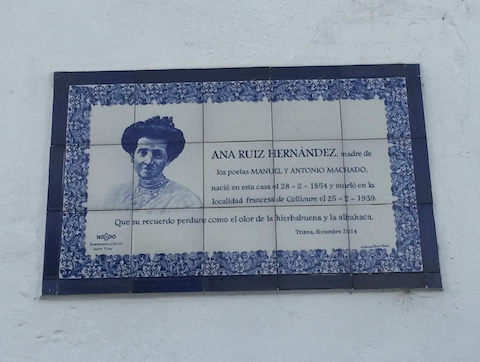 ANA RUIZ HERNÁNDEZ, madre de
los poetas MANUEL Y ANTONIO MACHADO,
nació en esta casa el 28 - 2 - 1854 y murió en la
localidad francesa de Collioure el 25 - 2 - 1939.
Que su recuerdo perdure como el olor de la hierbabuena y la albahaca.
NO8DO
Triana, diciembre 2014